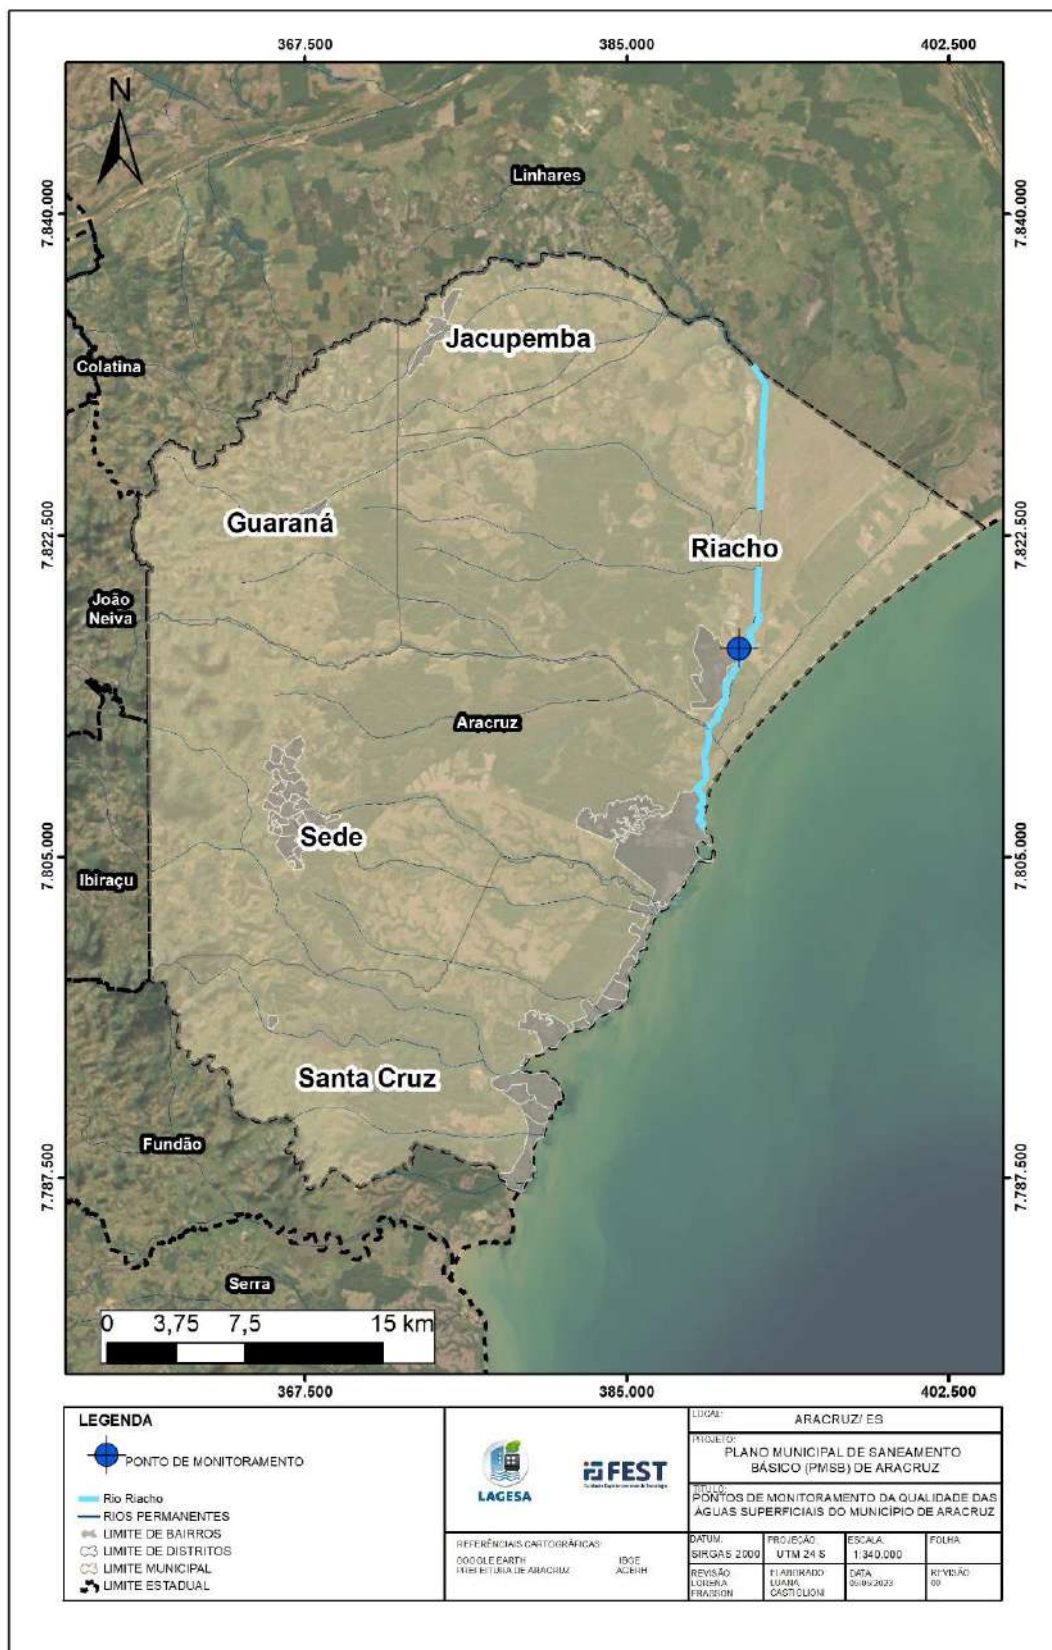 367.500
385.000
402.500
N
Linhares
7.840.000
7.840.000
Jacupemba
Colatina
Guaraná
7.822.500
7.822.500
Riacho
João
Neiva
Aracruz
Sede
7.805.000
7.805.000
Ibiraçu
Santa Cruz
Fundão
7.787.500
7.787.500
Serra
0 3,75 7,5 15 km
367.500
385.000
402.500
LEGENDA
PONTO DE MONITORAMENTO
Rio Riacho
RIOS PERMANENTES
LIMITE DE BAIRROS
LIMITE DE DISTRITOS
LIMITE MUNICIPAL
LIMITE ESTADUAL
LAGESA
FEST
REFERÊNCIAS CARTOGRÁFICAS:
GOOGLE EARTH IBGE
PREFEITURA DE ARACRUZ AGERH
LOCAL:
ARACRUZ/ ES
PROJETO:
PLANO MUNICIPAL DE SANEAMENTO
BÁSICO (PMSB) DE ARACRUZ
TÍTULO:
PONTOS DE MONITORAMENTO DA QUALIDADE DAS
ÁGUAS SUPERFICIAIS DO MUNICÍPIO DE ARACRUZ
DATUM:
SIRGAS 2000
PROJEÇÃO:
UTM 24 S
ESCALA:
1:340.000
FOLHA:
REVISÃO:
LORENA
FRASSON
ELABORADO:
LUANA
CASTIGLIONI
DATA:
REVISÃO:
00